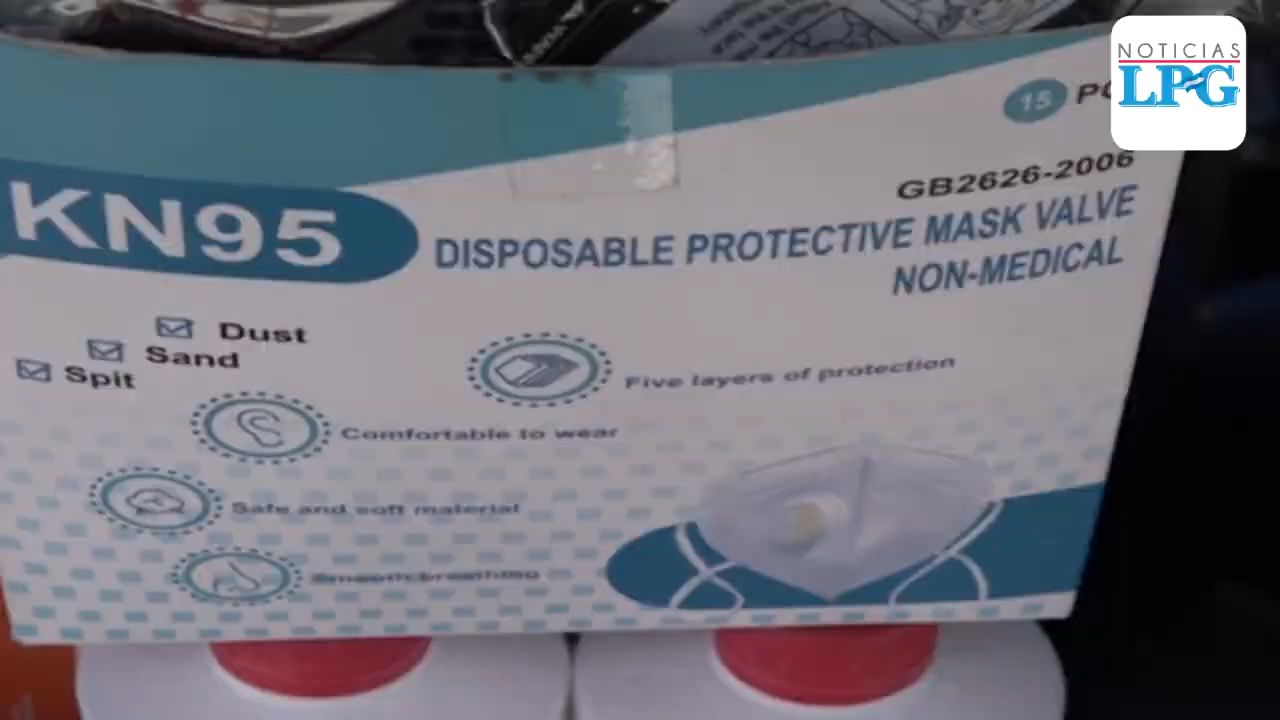 NOTICIAS
LPG
15 PC
GB2626-2006
KN95
DISPOSABLE PROTECTIVE MASK VALVE
NON-MEDICAL
Dust
Sand
Spit
Five layers of protection
Comfortable to wear
Safe and soft material
Smooth breathing